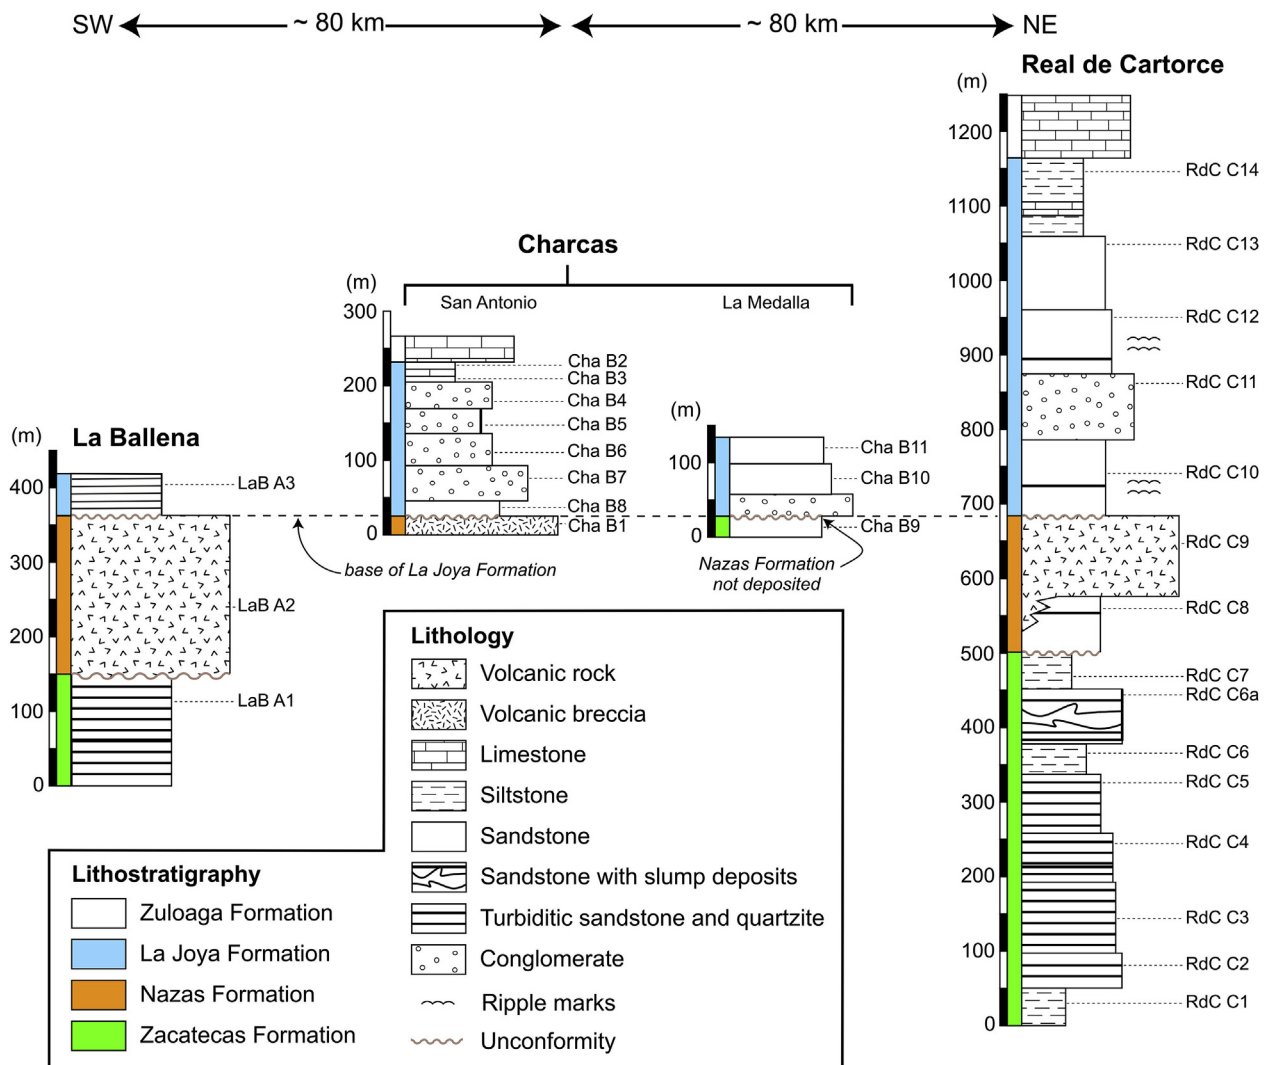 SW
~ 80 km
~ 80 km
NE
Real de Cartorce
(m)
1200
1100
1000
900
800
700
600
500
400
300
200
100
0
RdC C14
RdC C13
RdC C12
RdC C11
RdC C10
RdC C9
RdC C8
RdC C7
RdC C6a
RdC C6
RdC C5
RdC C4
RdC C3
RdC C2
RdC C1
Charcas
San Antonio
La Medalla
(m)
300
200
100
0
Cha B2
Cha B3
Cha B4
Cha B5
Cha B6
Cha B7
Cha B8
Cha B1
(m)
100
0
Cha B11
Cha B10
Cha B9
La Ballena
(m)
400
300
200
100
0
LaB A3
LaB A2
LaB A1
base of La Joya Formation
Nazas Formation
not deposited
Lithology
Volcanic rock
Volcanic breccia
Limestone
Siltstone
Sandstone
Sandstone with slump deposits
Turbiditic sandstone and quartzite
Conglomerate
Ripple marks
Unconformity
Lithostratigraphy
Zuloaga Formation
La Joya Formation
Nazas Formation
Zacatecas Formation